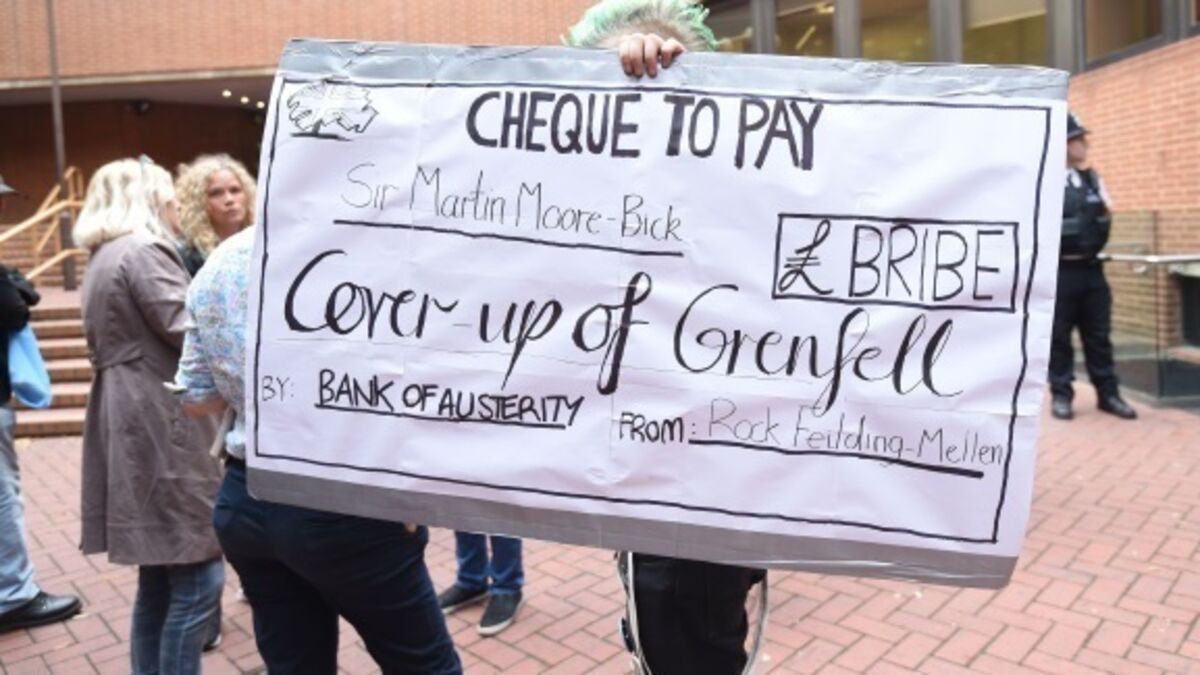 CHEQUE TO PAY
Sir Martin Moore-Bick
£ BRIBE
Cover-up of Grenfell
BY: BANK OF AUSTERITY
FROM: Rock Feilding-Mellen